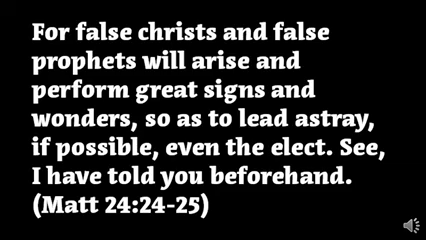 For false christs and false
prophets will arise and
perform great signs and
wonders, so as to lead astray,
if possible, even the elect. See,
I have told you beforehand.
(Matt 24:24-25)